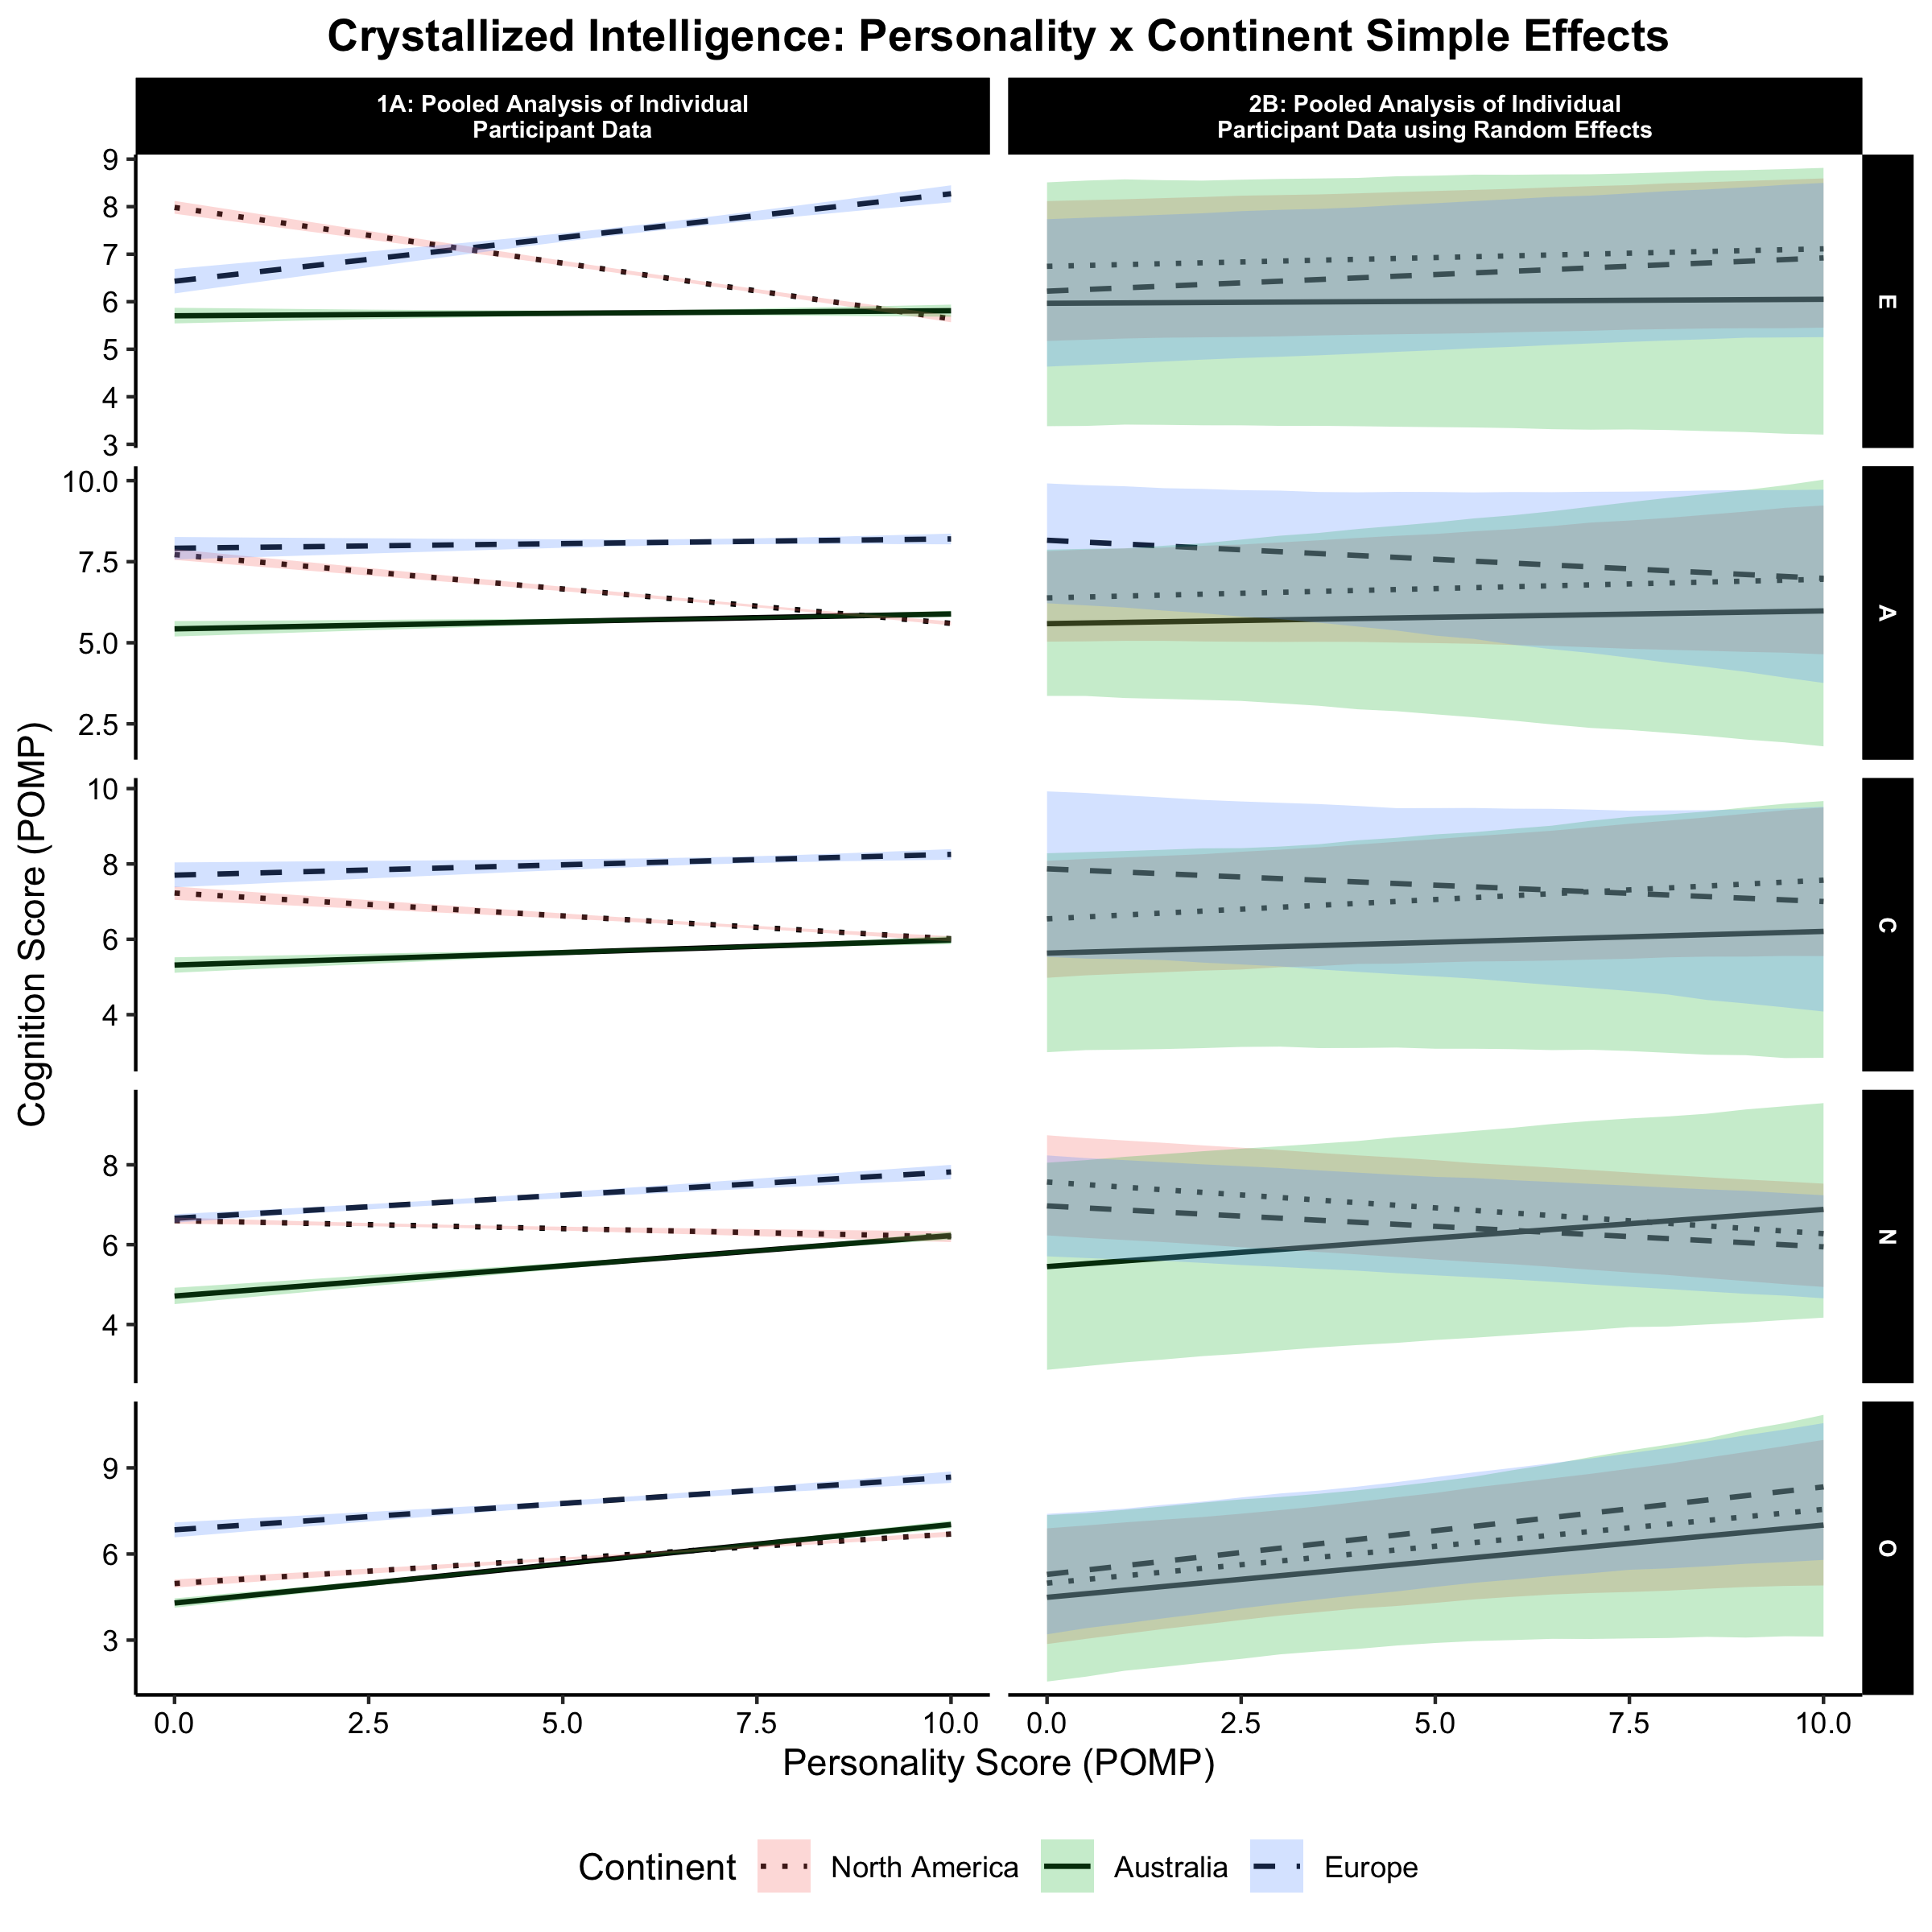 Crystallized Intelligence: Personality x Continent Simple Effects
1A: Pooled Analysis of Individual
Participant Data
2B: Pooled Analysis of Individual
Participant Data using Random Effects
Cognition Score (POMP)
9
8
7
6
5
4
3
E
10.0
7.5
5.0
2.5
A
10
8
6
4
C
8
6
4
N
9
6
3
O
0.0 2.5 5.0 7.5 10.0 0.0 2.5 5.0 7.5 10.0
Personality Score (POMP)
Continent North America Australia Europe